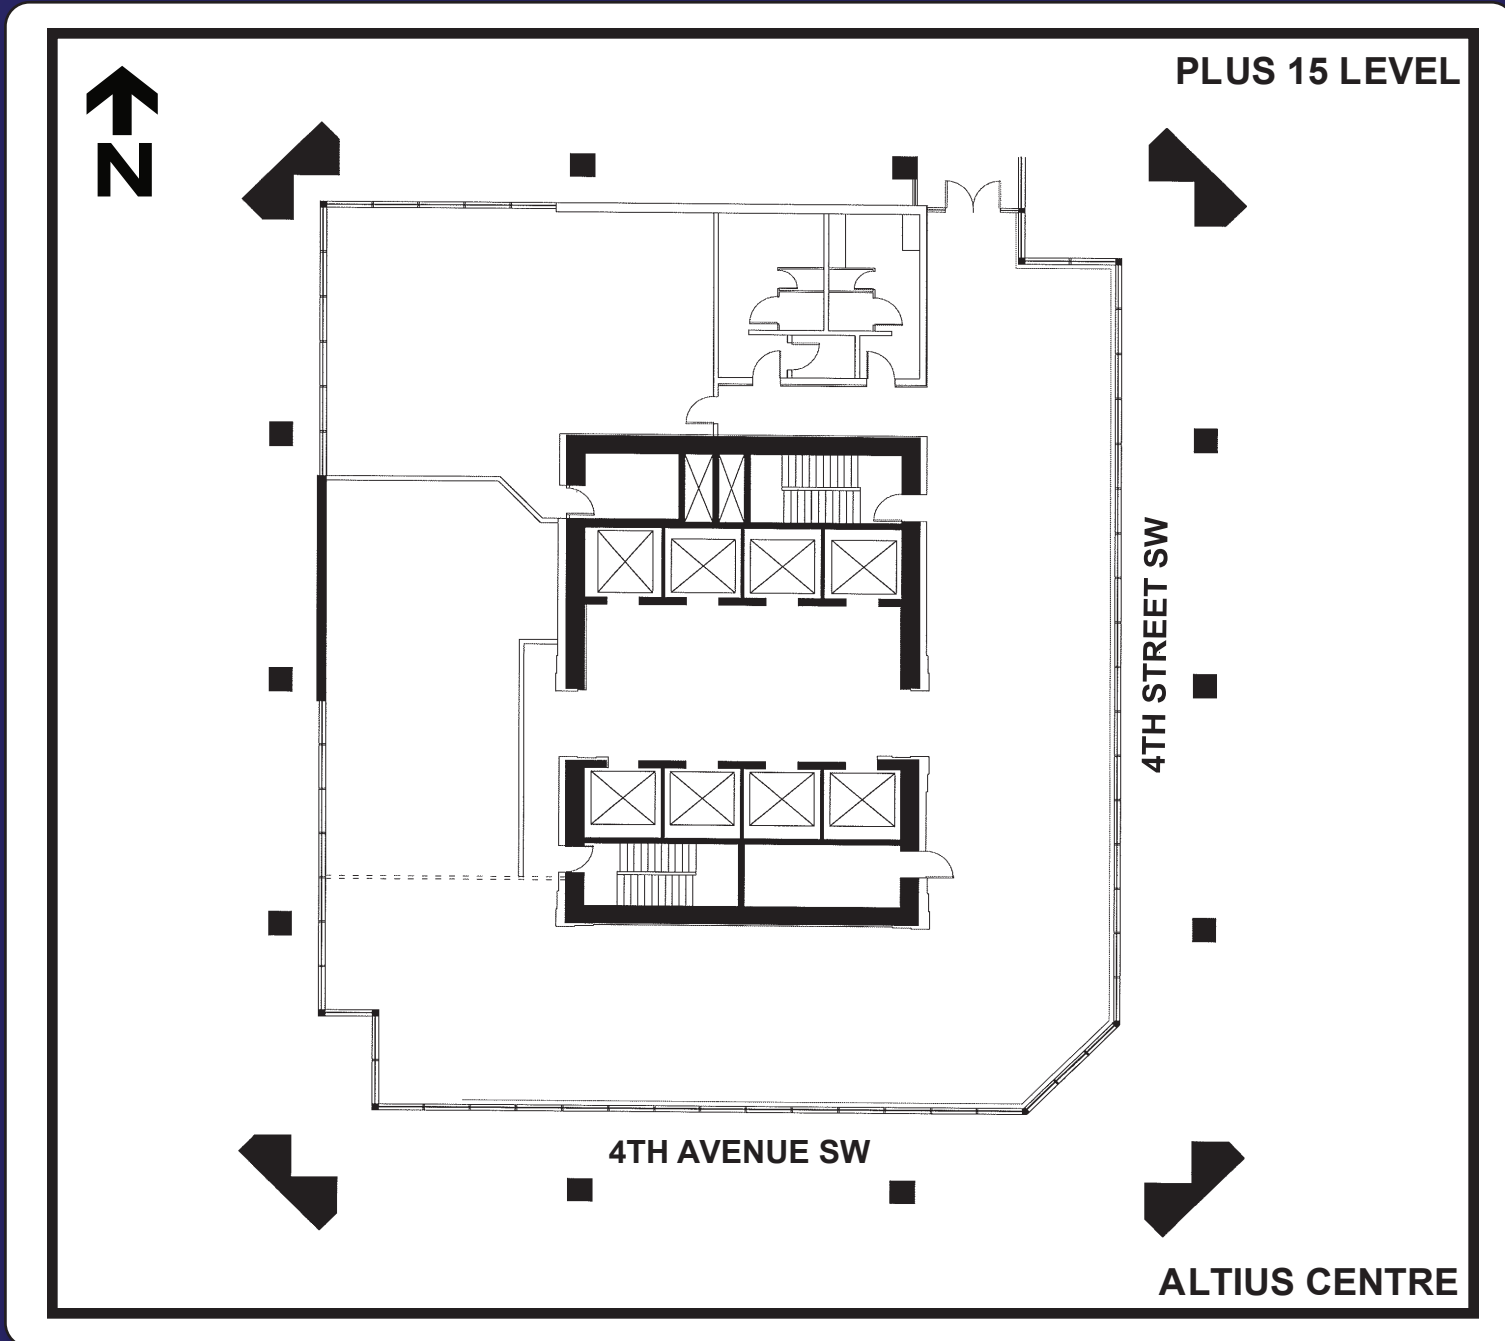 PLUS 15 LEVEL
N
4TH STREET SW
4TH AVENUE SW
ALTIUS CENTRE